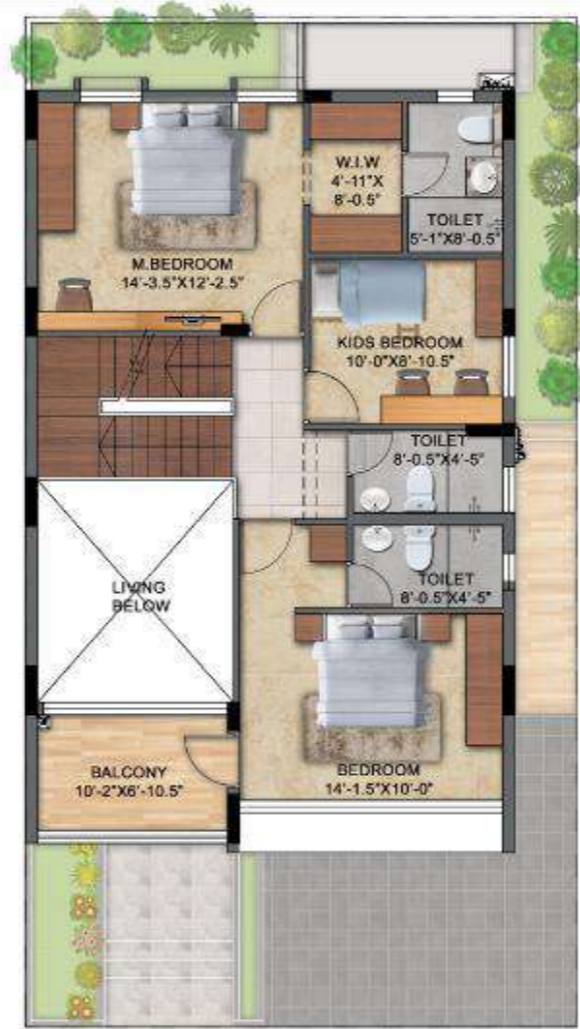 W.I.W
4'-11"X
8'-0.5"
TOILET
5'-1"X8'-0.5"
M.BEDROOM
14'-3.5"X12'-2.5"
KIDS BEDROOM
10'-0"X8'-10.5"
TOILET
8'-0.5"X4'-5"
TOILET
8'-0.5"X4'-5"
LIVING
BELOW
BALCONY
10'-2"X6'-10.5"
BEDROOM
14'-1.5"X10'-0"